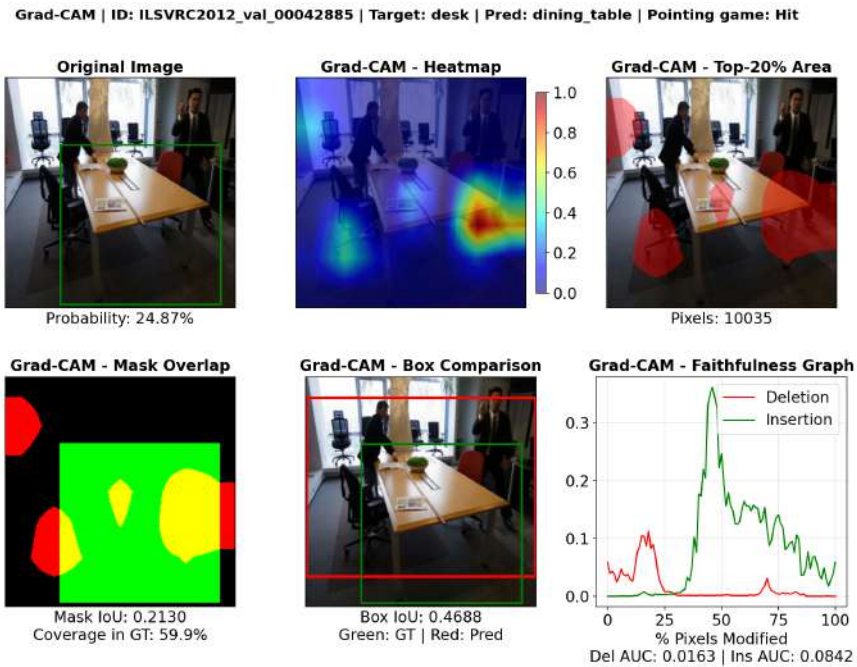 Grad-CAM | ID: ILSVRC2012_val_00042885 | Target: desk | Pred: dining_table | Pointing game: Hit
Original Image
Probability: 24.87%
Grad-CAM - Heatmap
1.0
0.8
0.6
0.4
0.2
0.0
Grad-CAM - Top-20% Area
Pixels: 10035
Grad-CAM - Mask Overlap
Mask IoU: 0.2130
Coverage in GT: 59.9%
Grad-CAM - Box Comparison
Box IoU: 0.4688
Green: GT | Red: Pred
Grad-CAM - Faithfulness Graph
Deletion
Insertion
0.3
0.2
0.1
0.0
0 25 50 75 100
% Pixels Modified
Del AUC: 0.0163 | Ins AUC: 0.0842